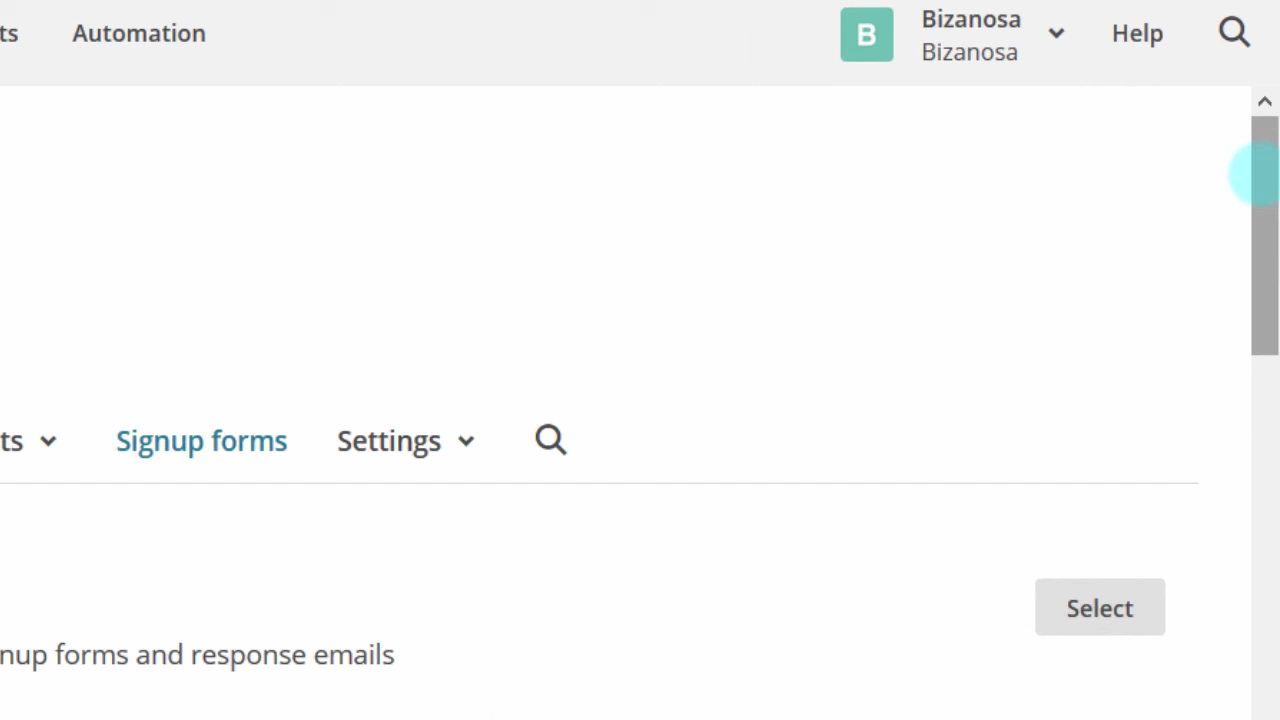 ts Automation B Bizanosa Help
Bizanosa
ts Signup forms Settings
Select
nup forms and response emails